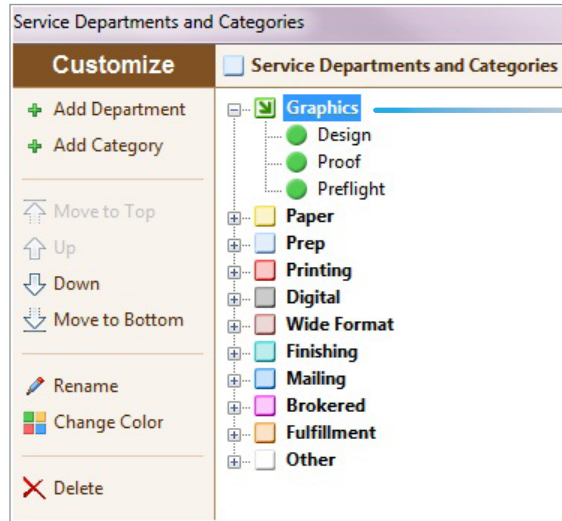 Service Departments and Categories
Customize
Service Departments and Categories
Add Department
Add Category
Move to Top
Up
Down
Move to Bottom
Rename
Change Color
Delete
Graphics
Design
Proof
Preflight
Paper
Prep
Printing
Digital
Wide Format
Finishing
Mailing
Brokered
Fulfillment
Other